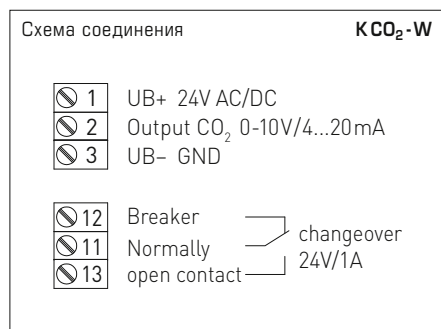 Схема соединения KCO₂-W
1 UB+ 24V AC/DC
2 Output CO₂ 0-10V/4...20mA
3 UB– GND
12 Breaker
11 Normally
13 open contact
changeover
24V/1A